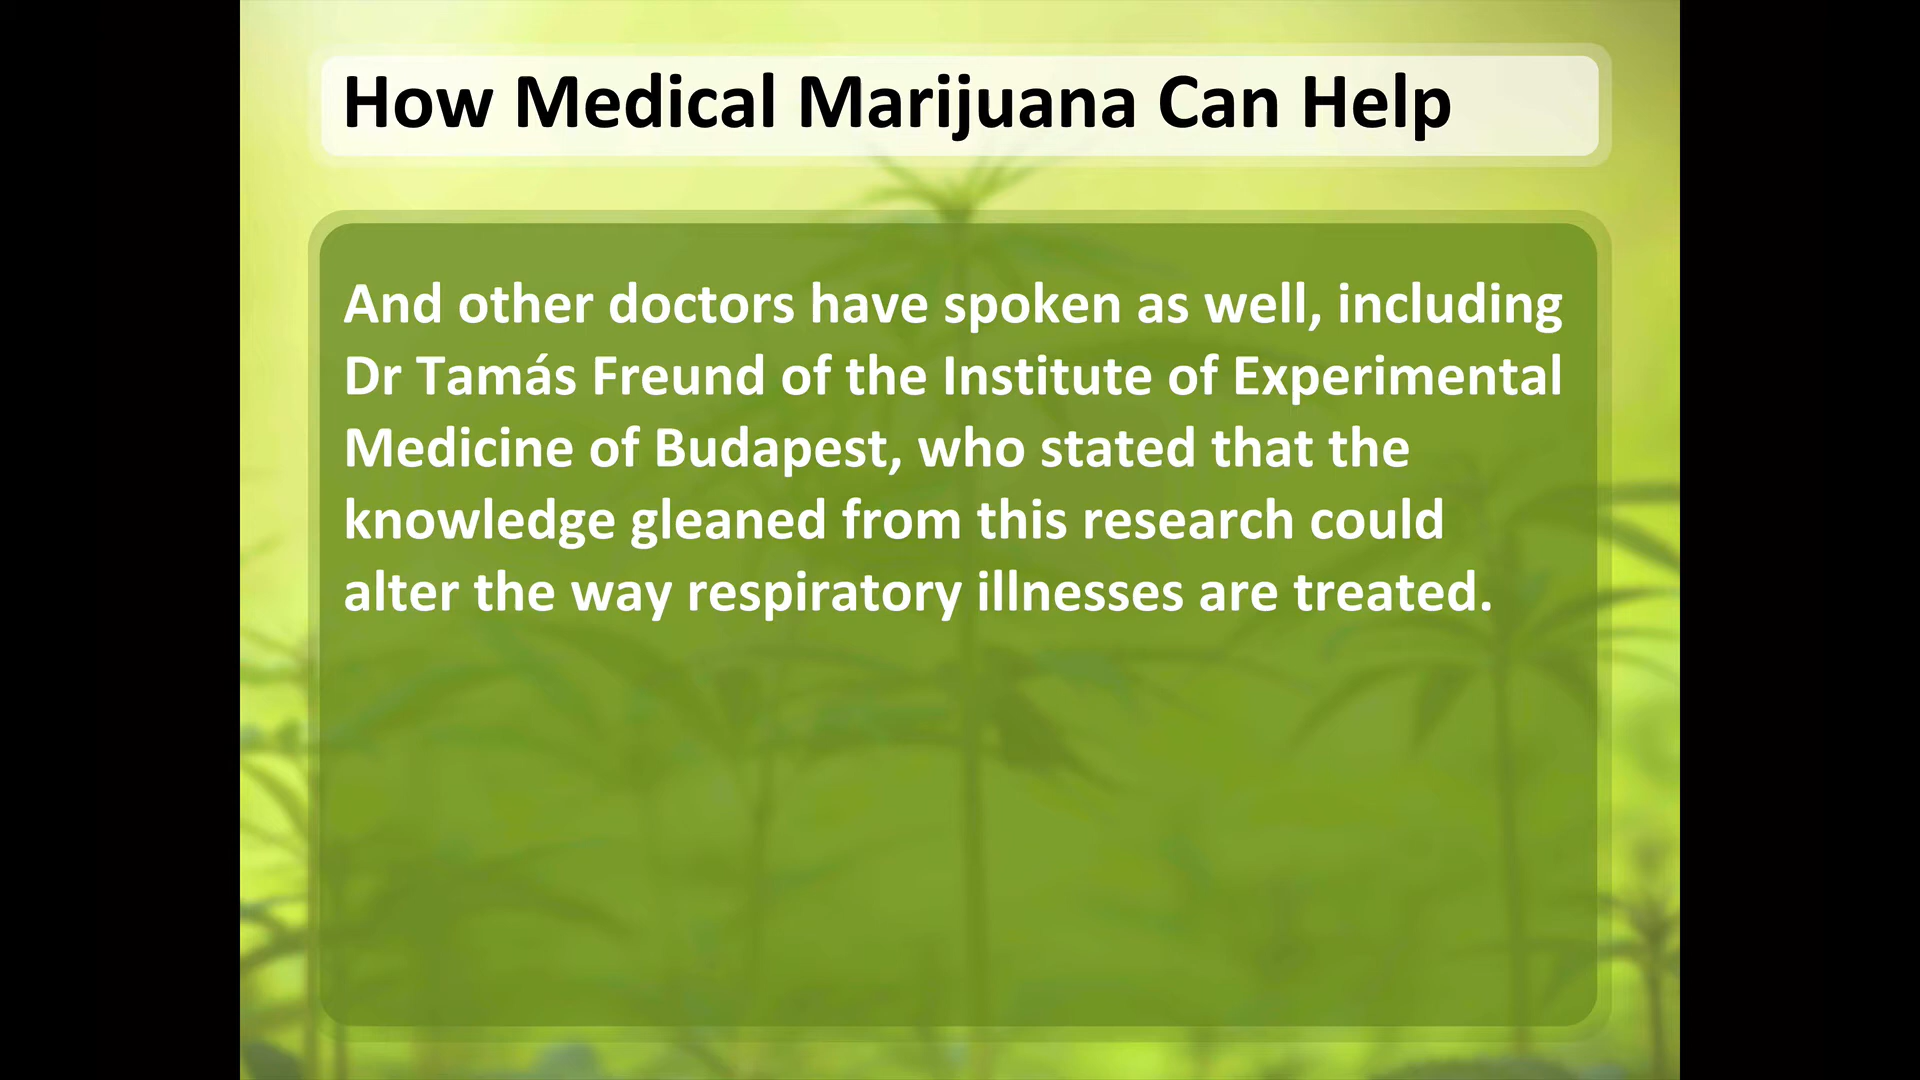 How Medical Marijuana Can Help
And other doctors have spoken as well, including
Dr Tamás Freund of the Institute of Experimental
Medicine of Budapest, who stated that the
knowledge gleaned from this research could
alter the way respiratory illnesses are treated.